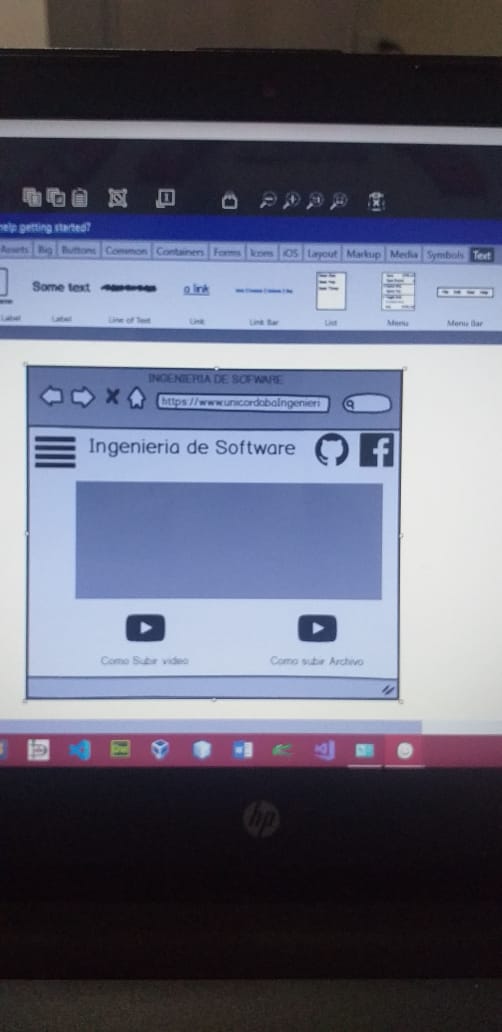 help getting started?
Assets Big Buttons Common Containers Forms Icons iOS Layout Markup Media Symbols Text
Some text
a link
Label Label Line of Text Link Link Bar List Menu Menu Bar
INGENIERIA DE SOFWARE
https://www.unicordobaIngenieri
Ingenieria de Software
Como Subir video
Como subir Archivo
Dw
hp